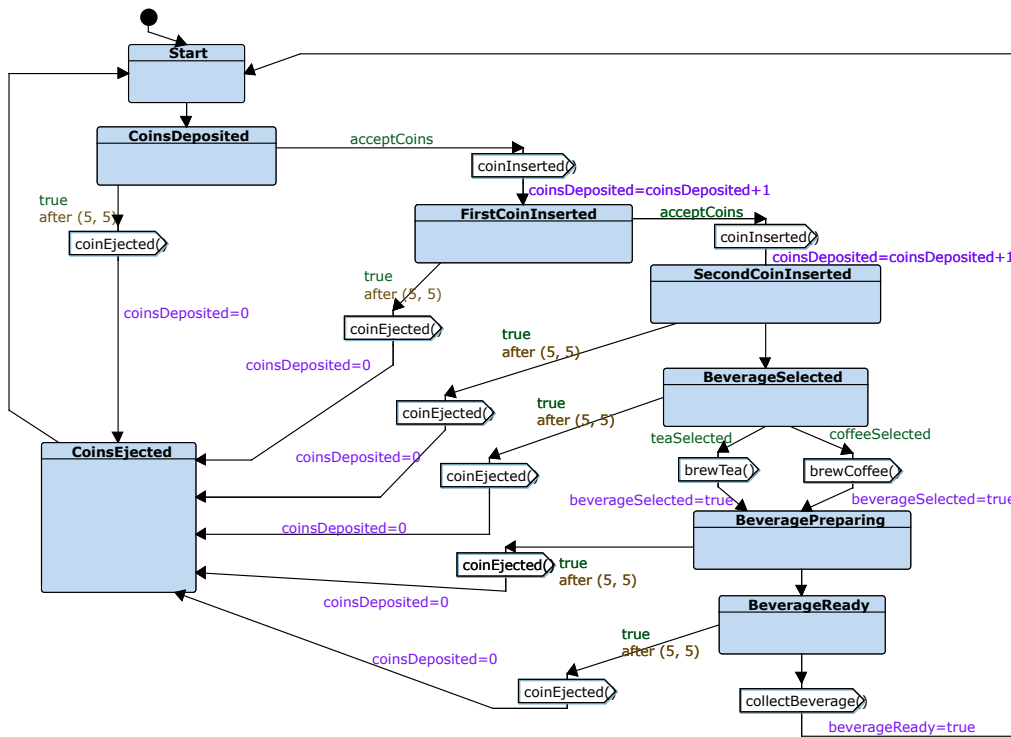 Start
CoinsDeposited
acceptCoins
coinInserted()
coinsDeposited=coinsDeposited+1
true
after (5, 5)
coinEjected()
FirstCoinInserted
acceptCoins
coinInserted()
coinsDeposited=coinsDeposited+1
true
after (5, 5)
coinEjected()
SecondCoinInserted
coinsDeposited=0
true
after (5, 5)
coinsDeposited=0
BeverageSelected
coinEjected()
true
after (5, 5)
teaSelected
coffeeSelected
CoinsEjected
coinsDeposited=0
coinEjected()
brewTea()
brewCoffee()
beverageSelected=true
beverageSelected=true
BeveragePreparing
coinsDeposited=0
coinEjected()
true
after (5, 5)
coinsDeposited=0
BeverageReady
true
after (5, 5)
coinsDeposited=0
coinEjected()
collectBeverage()
beverageReady=true